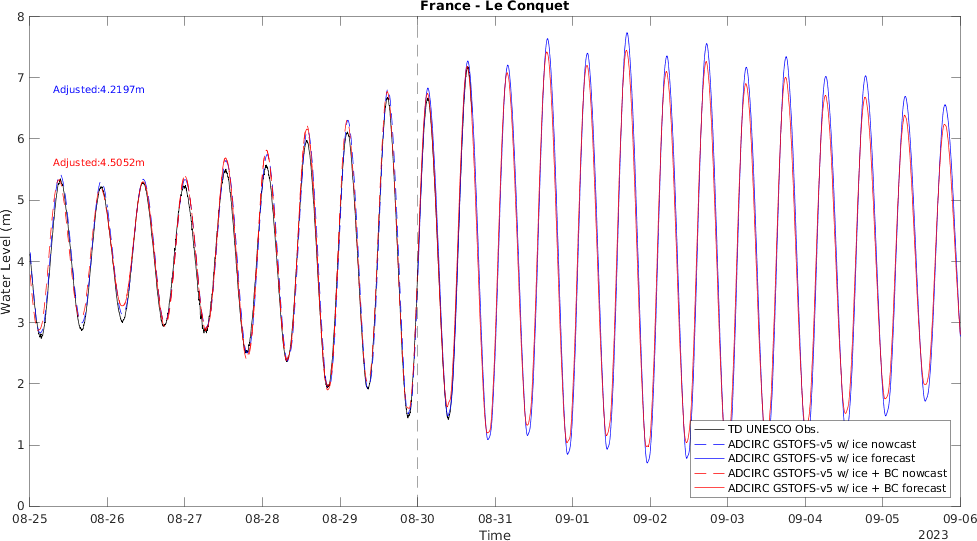 France - Le Conquet
8
7
6
5
4
3
2
1
0
Water Level (m)
Adjusted:4.2197m
Adjusted:4.5052m
TD UNESCO Obs.
ADCIRC GSTOFS-v5 w/ ice nowcast
ADCIRC GSTOFS-v5 w/ ice forecast
ADCIRC GSTOFS-v5 w/ ice + BC nowcast
ADCIRC GSTOFS-v5 w/ ice + BC forecast
08-25 08-26 08-27 08-28 08-29 08-30 08-31 09-01 09-02 09-03 09-04 09-05 09-06
Time
2023